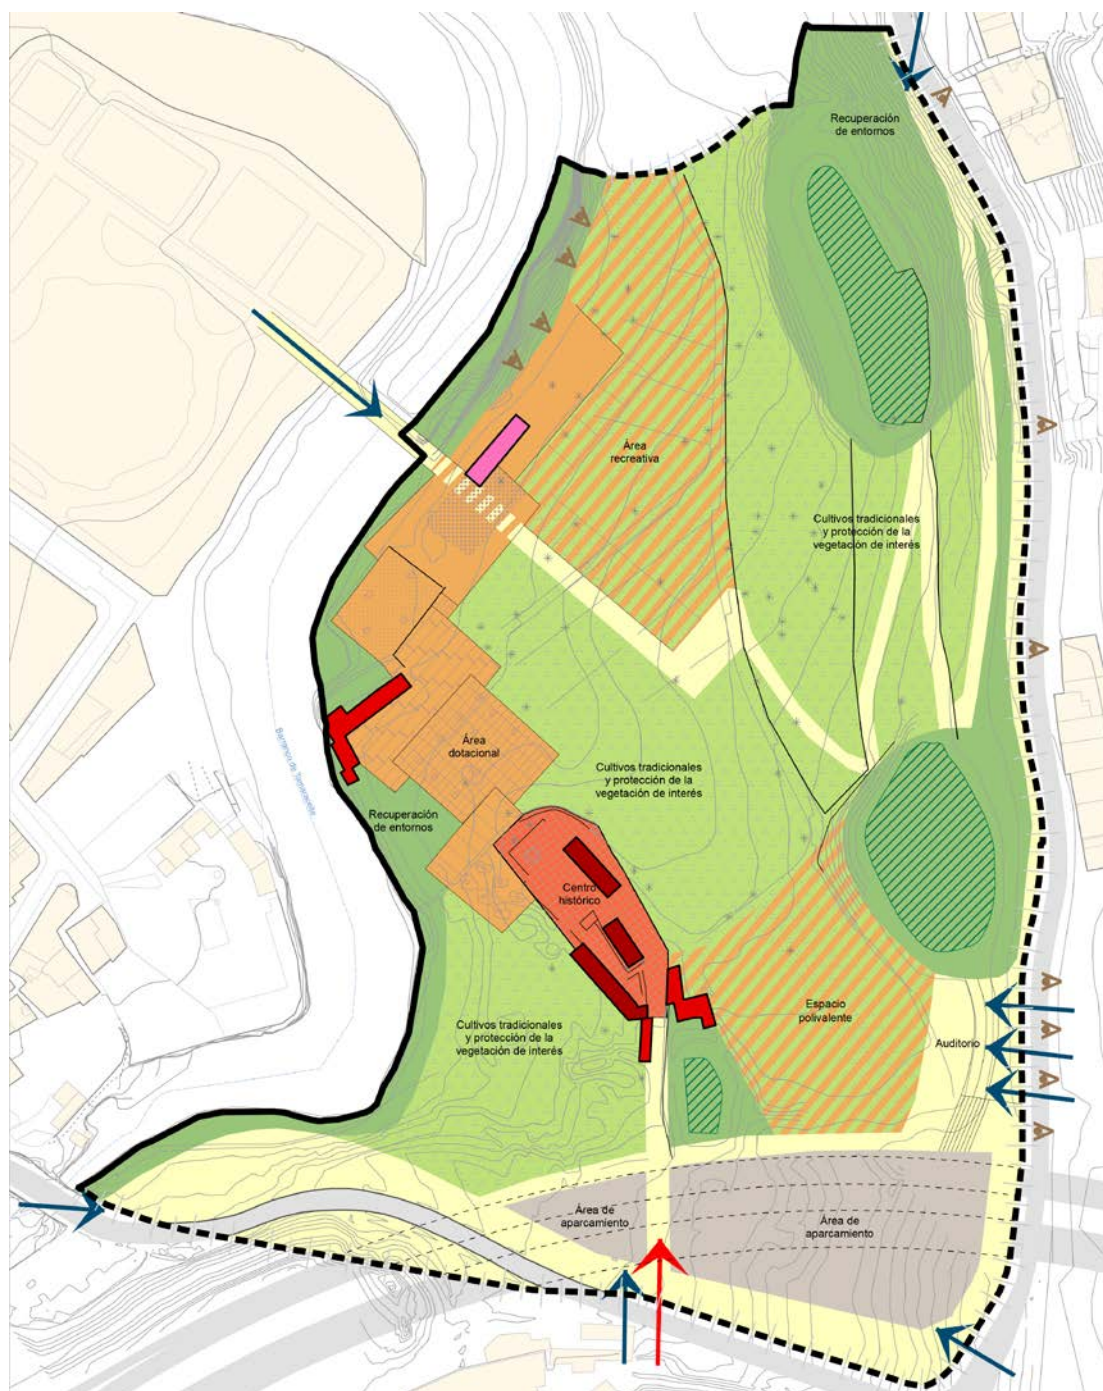 Recuperación
de entornos
Área
recreativa
Cultivos tradicionales
y protección de la
vegetación de interés
Área
dotacional
Cultivos tradicionales
y protección de la
vegetación de interés
Recuperación
de entornos
Centro
histórico
Cultivos tradicionales
y protección de la
vegetación de interés
Espacio
polivalente
Auditorio
Área de
aparcamiento
Área de
aparcamiento
Barranco de